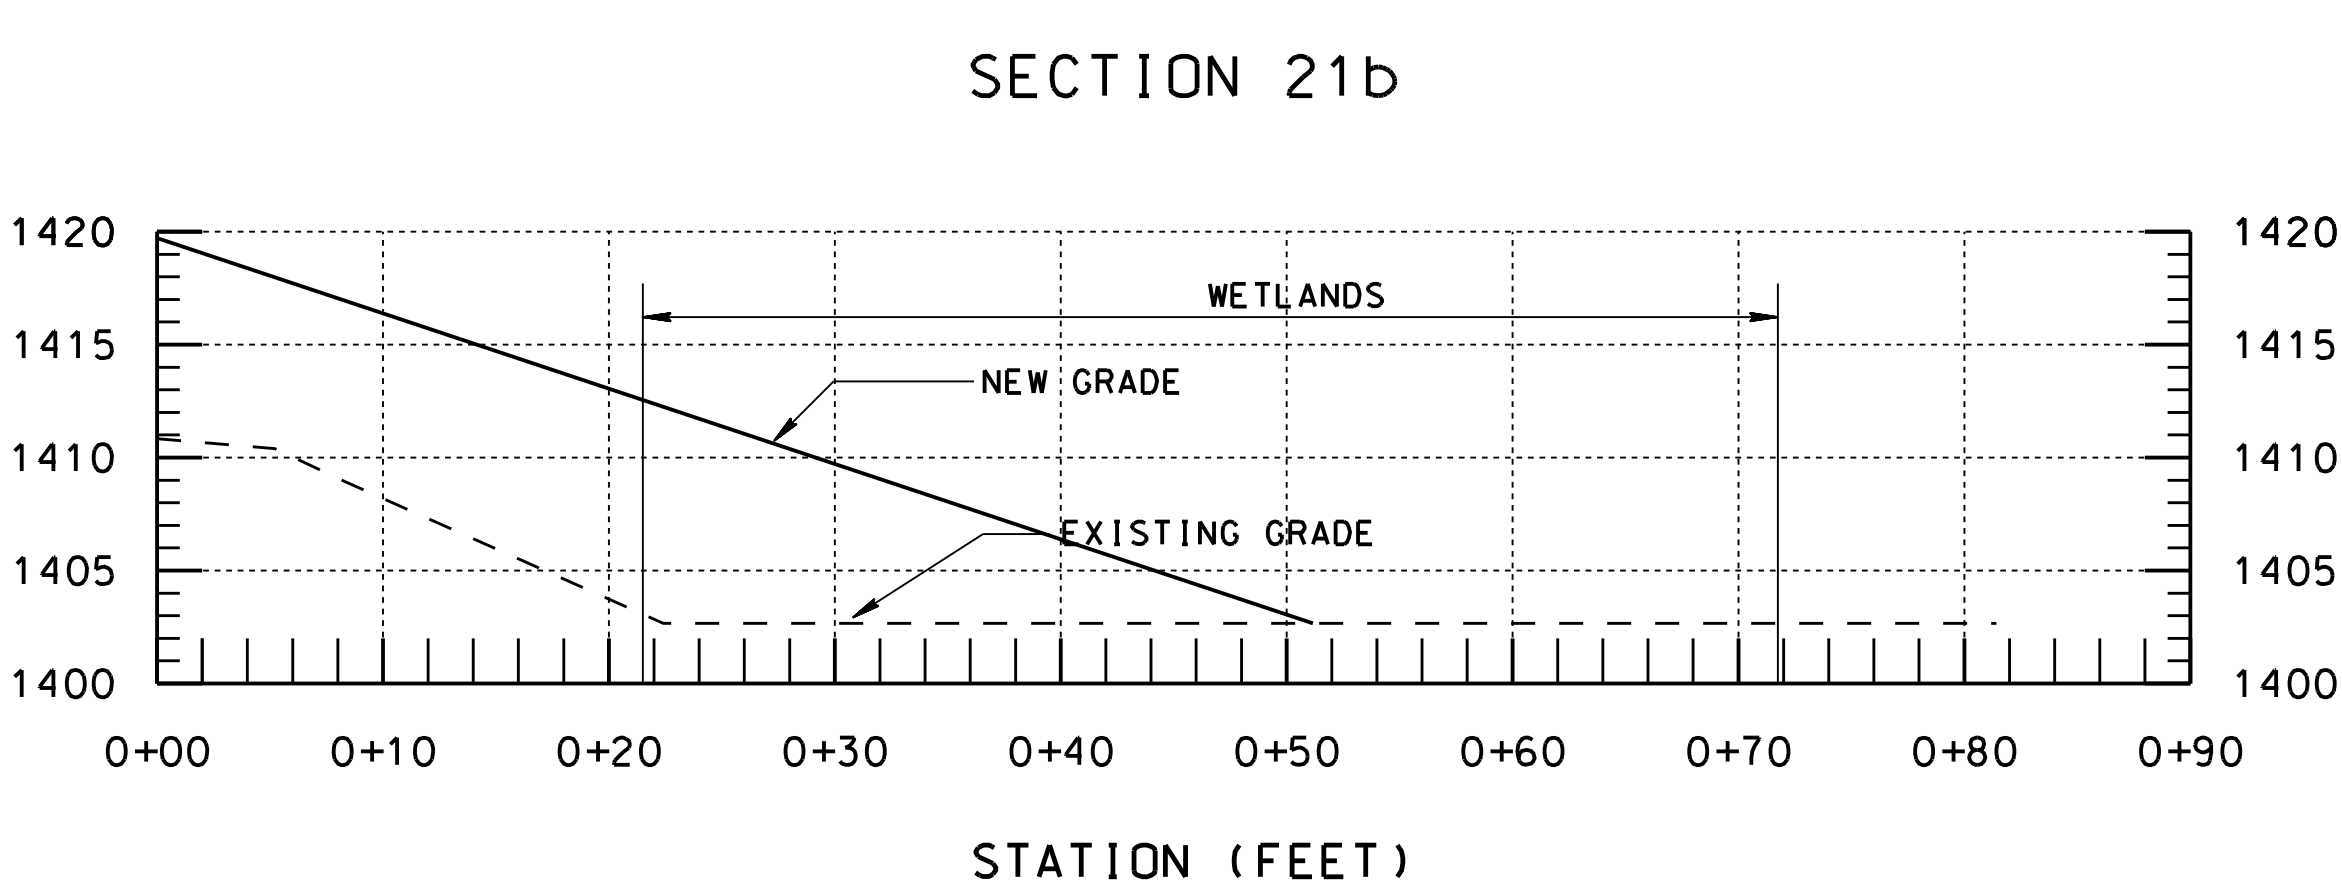 SECTION 21b
1420 1420
WETLANDS
1415 1415
NEW GRADE
1410 1410
EXISTING GRADE
1405 1405
1400 1400
0+00 0+10 0+20 0+30 0+40 0+50 0+60 0+70 0+80 0+90
STATION (FEET)